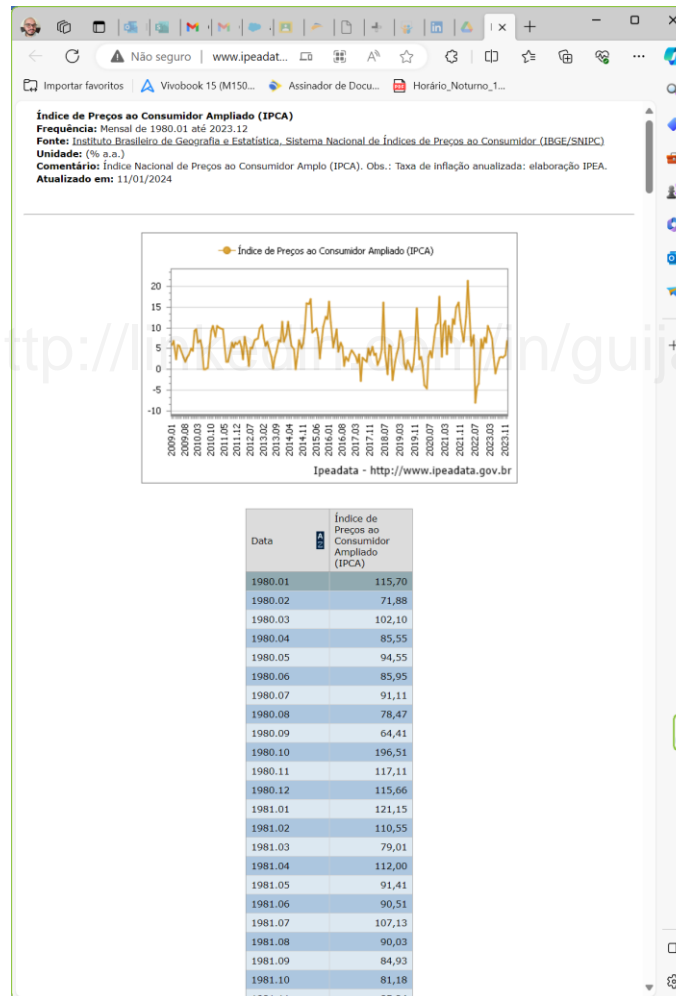 Não seguro | www.ipeadat...
Importar favoritos Vivobook 15 (M150... Assinador de Docu... Horário_Noturno_1...
Índice de Preços ao Consumidor Ampliado (IPCA)
Frequência: Mensal de 1980.01 até 2023.12
Fonte: Instituto Brasileiro de Geografia e Estatística, Sistema Nacional de Índices de Preços ao Consumidor (IBGE/SNIPC)
Unidade: (% a.a.)
Comentário: Índice Nacional de Preços ao Consumidor Amplo (IPCA). Obs.: Taxa de inflação anualizada: elaboração IPEA.
Atualizado em: 11/01/2024
Índice de Preços ao Consumidor Ampliado (IPCA)
20
15
10
5
0
-5
-10
2009.01 2009.08 2010.03 2010.10 2011.05 2011.12 2012.07 2013.02 2013.09 2014.04 2014.11 2015.06 2016.01 2016.08 2017.03 2017.11 2018.07 2019.03 2019.11 2020.07 2021.03 2021.11 2022.07 2023.03 2023.11
Ipeadata - http://www.ipeadata.gov.br
Data
Índice de
Preços ao
Consumidor
Ampliado
(IPCA)
1980.01 115,70
1980.02 71,88
1980.03 102,10
1980.04 85,55
1980.05 94,55
1980.06 85,95
1980.07 91,11
1980.08 78,47
1980.09 64,41
1980.10 196,51
1980.11 117,11
1980.12 115,66
1981.01 121,15
1981.02 110,55
1981.03 79,01
1981.04 112,00
1981.05 91,41
1981.06 90,51
1981.07 107,13
1981.08 90,03
1981.09 84,93
1981.10 81,18